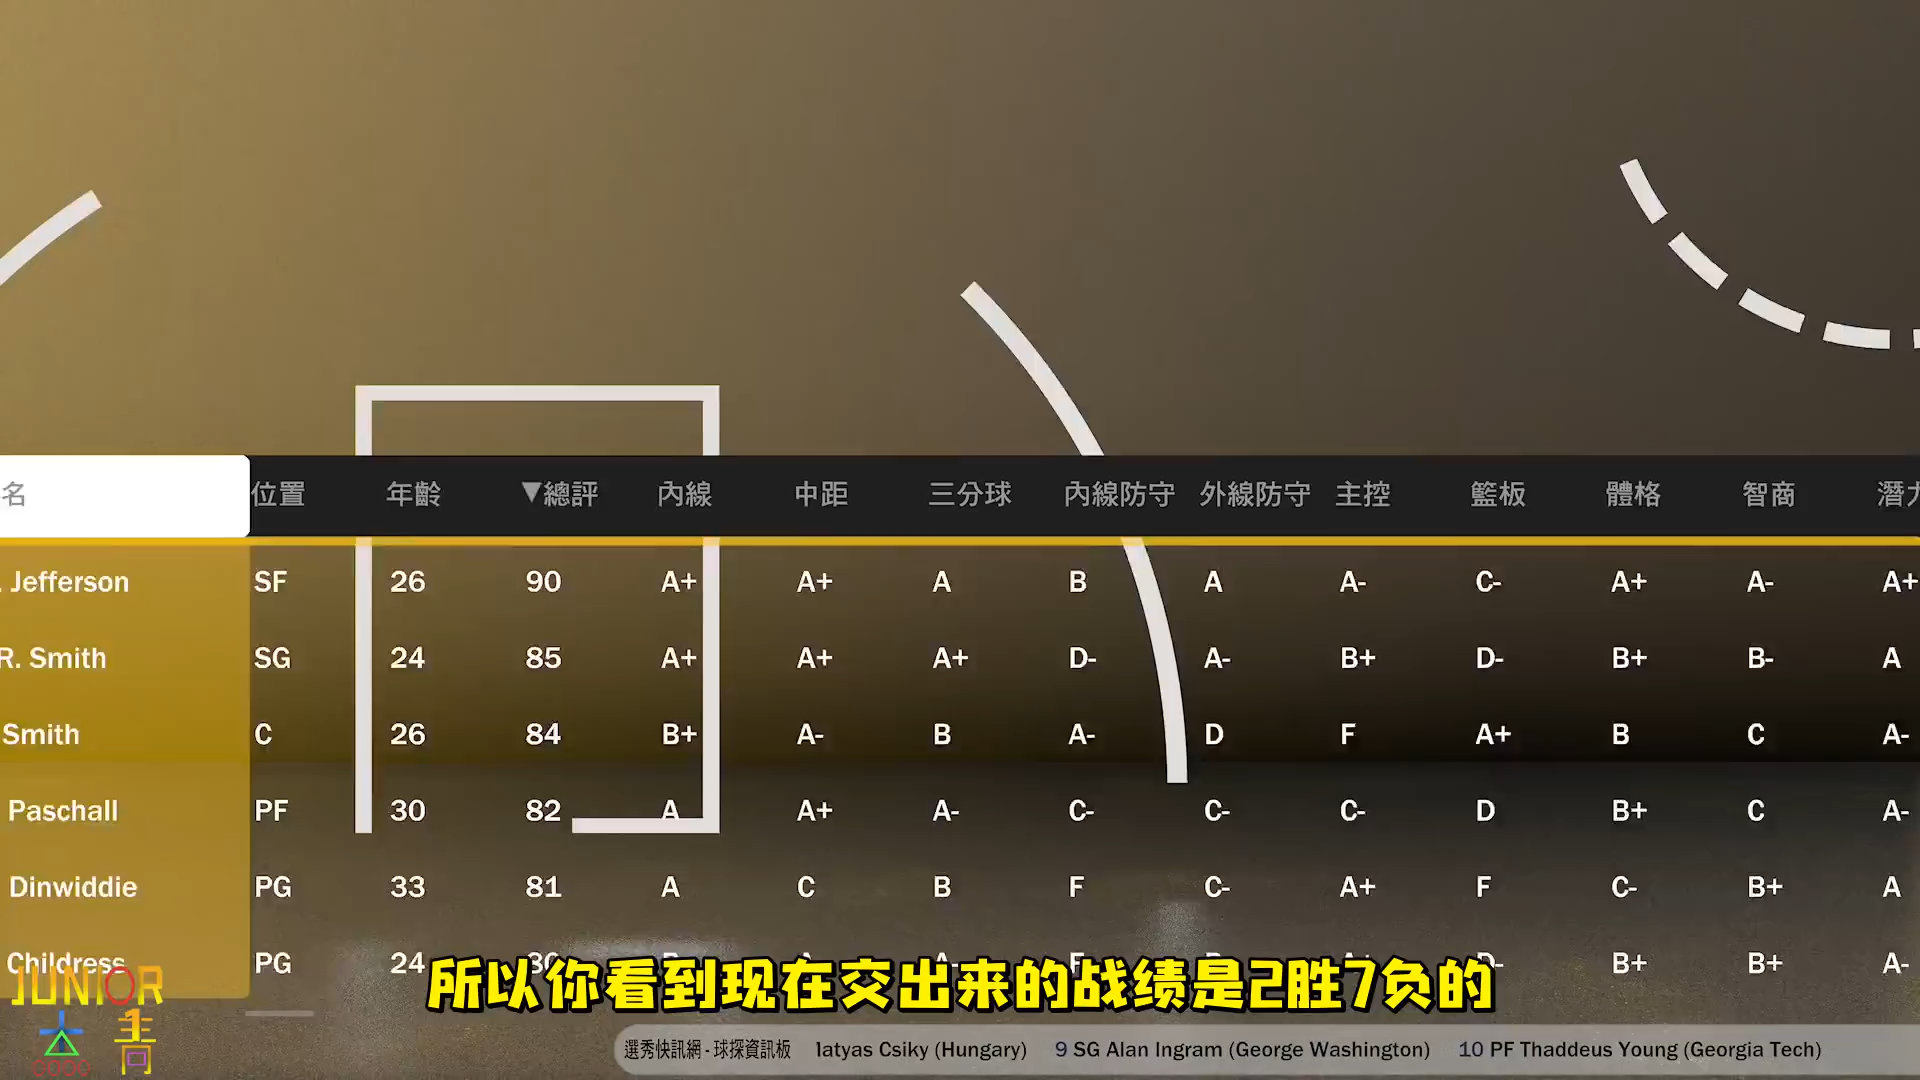 名 位置 年齡 ▼總評 內線 中距 三分球 內線防守 外線防守 主控 籃板 體格 智商 潛力
. Jefferson SF 26 90 A+ A+ A B A A- C- A+ A- A+
R. Smith SG 24 85 A+ A+ A+ D- A- B+ D- B+ B- A
Smith C 26 84 B+ A- B A- D F A+ B C A-
Paschall PF 30 82 A A+ A- C- C- C- D B+ C A-
Dinwiddie PG 33 81 A C B F C- A+ F C- B+ A
Childress PG 24 80 D- B+ B+ A-
所以你看到现在交出来的战绩是2胜7负的
JUNIOR
選秀快訊網 - 球探資訊板 latyas Csiky (Hungary) 9 SG Alan Ingram (George Washington) 10 PF Thaddeus Young (Georgia Tech)